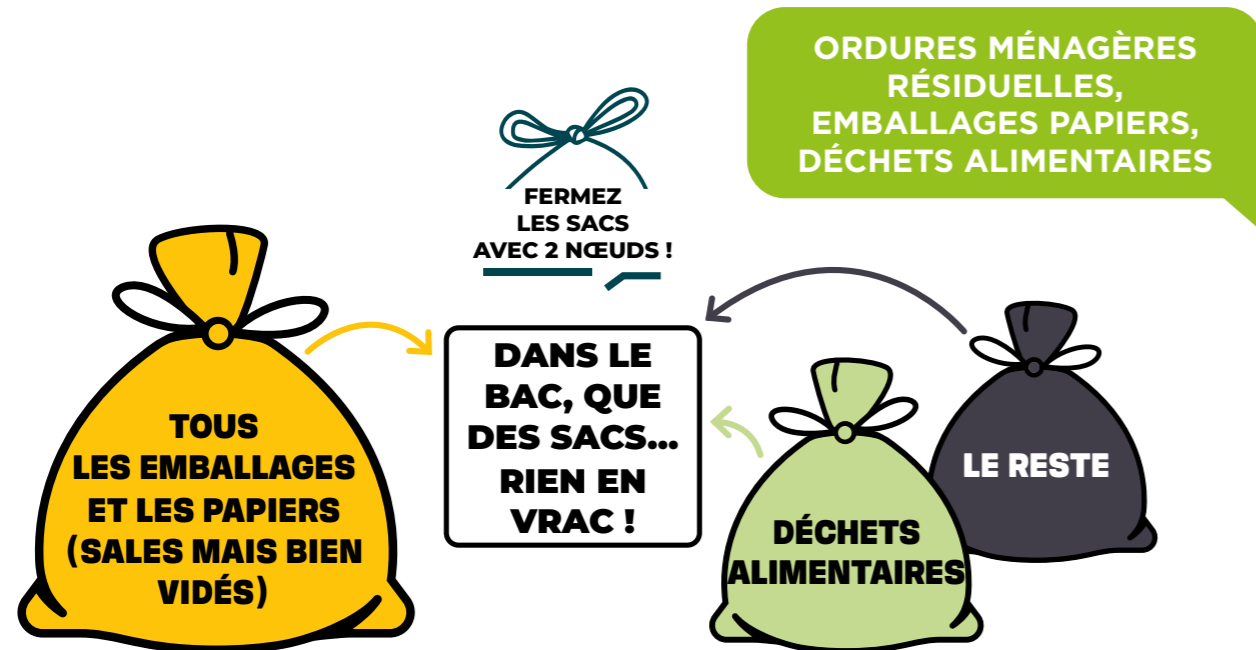 ORDURES MÉNAGÈRES
RÉSIDUELLES,
EMBALLAGES PAPIERS,
DÉCHETS ALIMENTAIRES
FERMEZ
LES SACS
AVEC 2 NŒUDS !
TOUS
LES EMBALLAGES
ET LES PAPIERS
(SALES MAIS BIEN
VIDÉS)
DANS LE
BAC, QUE
DES SACS...
RIEN EN
VRAC !
DÉCHETS
ALIMENTAIRES
LE RESTE